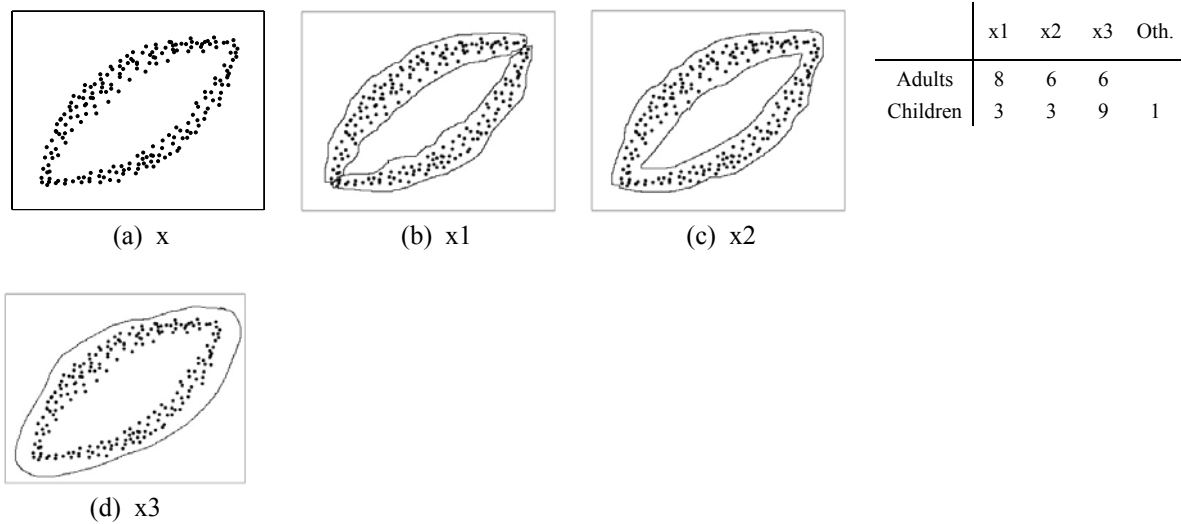 x1 x2 x3 Oth.
Adults 8 6 6
Children 3 3 9 1
(a) x
(b) x1
(c) x2
(d) x3